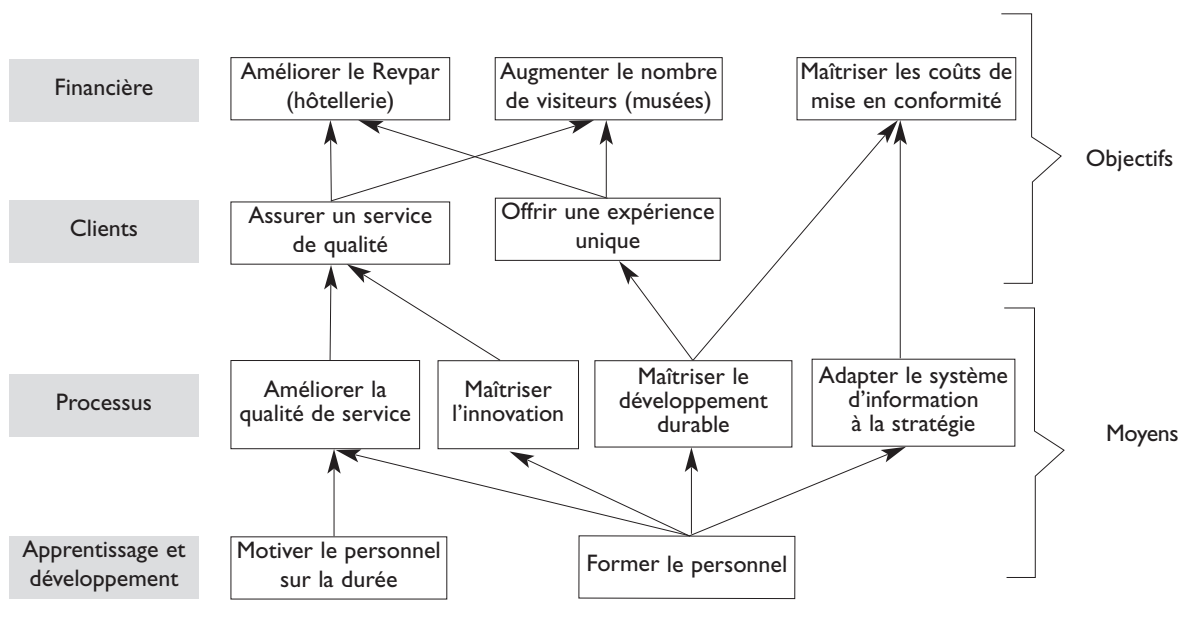 Financière
Améliorer le Revpar
(hôtellerie)
Augmenter le nombre
de visiteurs (musées)
Maîtriser les coûts de
mise en conformité
Objectifs
Clients
Assurer un service
de qualité
Offrir une expérience
unique
Processus
Améliorer la
qualité de service
Maîtriser
l'innovation
Maîtriser le
développement
durable
Adapter le système
d'information
à la stratégie
Moyens
Apprentissage et
développement
Motiver le personnel
sur la durée
Former le personnel